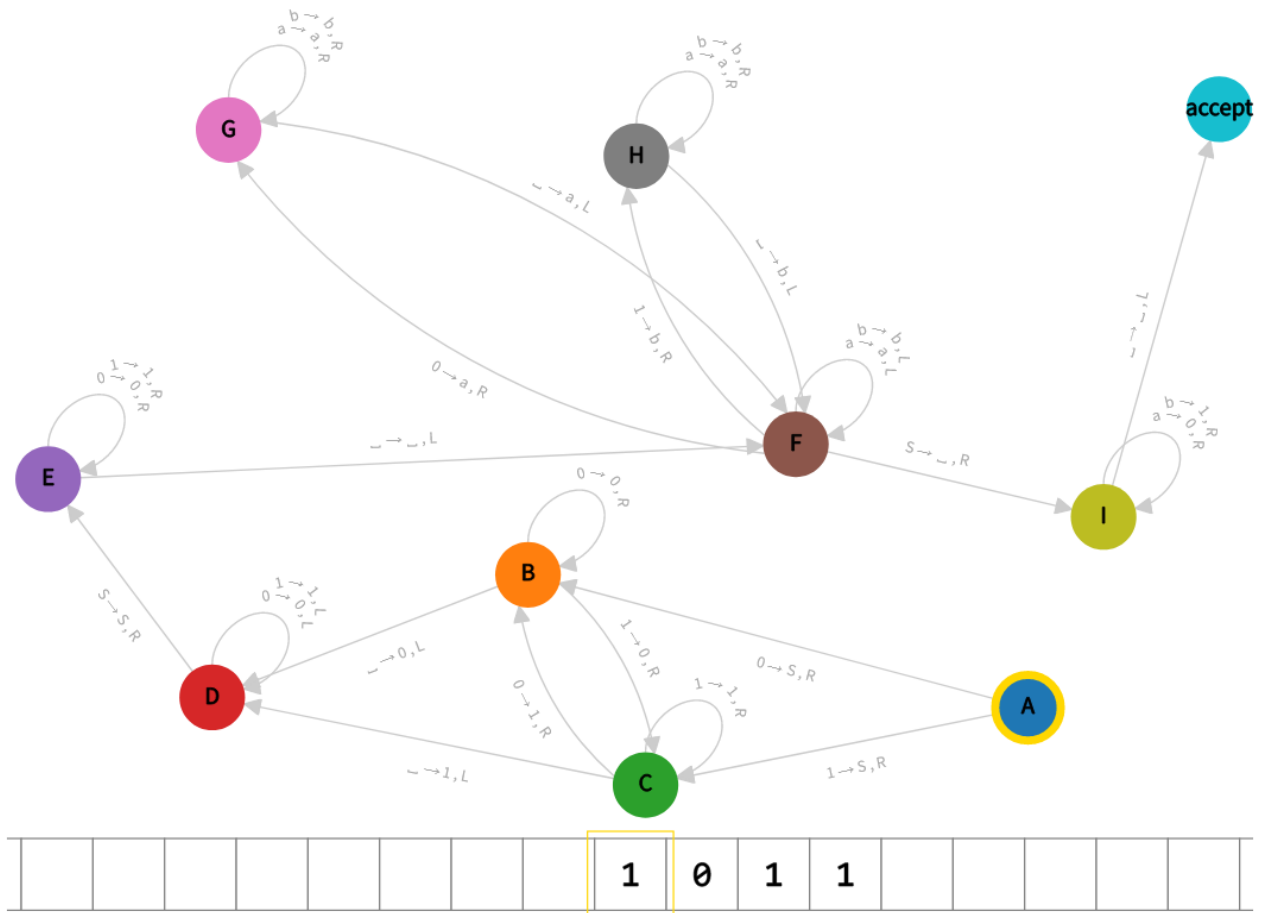 b→b,R
a→a,R
b→b,R
a→a,R
accept
G
H
␣→a,L
␣→b,L
␣→␣,L
1→b,R
b→b,L
a→a,L
0→a,R
1→1,R
0→0,R
b→1,R
a→0,R
␣→␣,L
F
S→␣,R
E
0→0,R
I
B
1→1,L
0→0,L
S→S,R
1→0,R
␣→0,L
0→S,R
D
0→1,R
1→1,R
A
␣→1,L
1→S,R
C
1 0 1 1